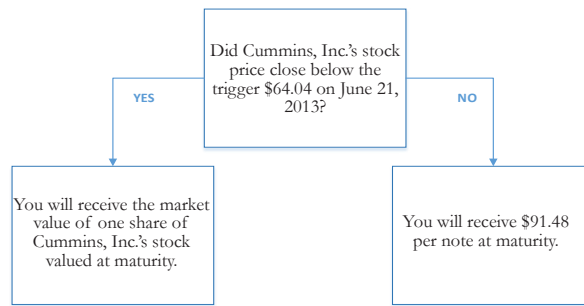 Did Cummins, Inc.'s stock
price close below the
trigger $64.04 on June 21,
2013?
YES
NO
You will receive the market
value of one share of
Cummins, Inc.'s stock
valued at maturity.
You will receive $91.48
per note at maturity.